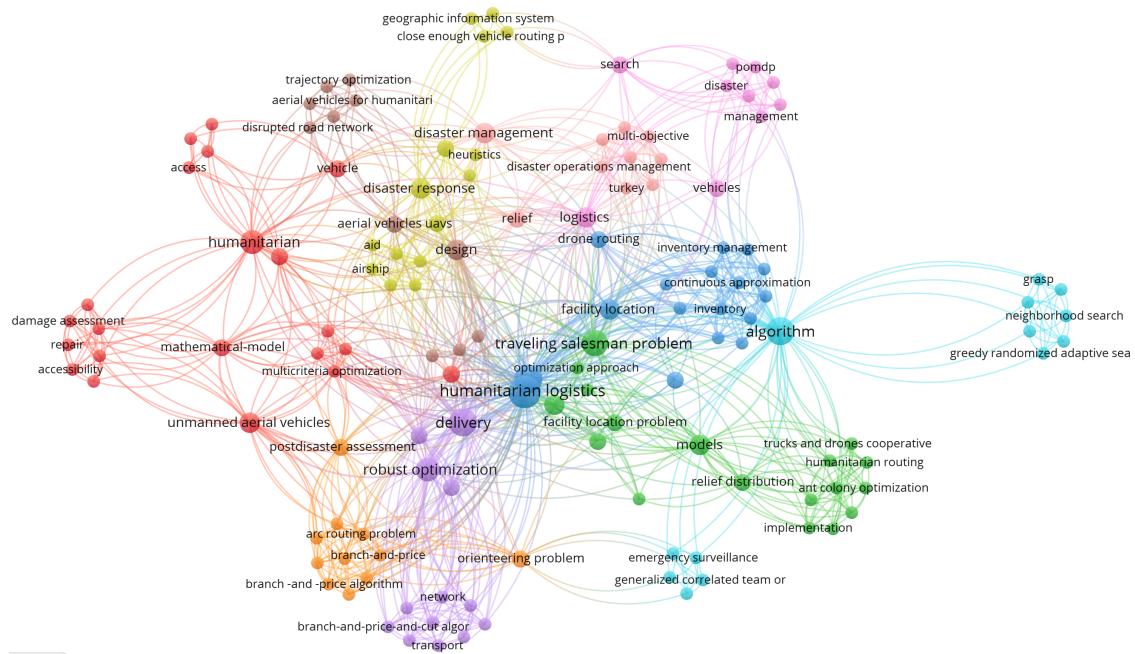 geographic information system
close enough vehicle routing p
search
pomdp
trajectory optimization
disaster
aerial vehicles for humanitari
management
disrupted road network
disaster management
multi-objective
heuristics
access
vehicle
disaster operations management
disaster response
turkey
vehicles
aerial vehicles uavs
relief
logistics
humanitarian
drone routing
aid
design
inventory management
airship
continuous approximation
grasp
facility location
inventory
neighborhood search
damage assessment
algorithm
repair
mathematical-model
traveling salesman problem
greedy randomized adaptive sea
accessibility
multicriteria optimization
optimization approach
humanitarian logistics
unmanned aerial vehicles
delivery
facility location problem
postdisaster assessment
models
trucks and drones cooperative
robust optimization
humanitarian routing
relief distribution
ant colony optimization
arc routing problem
implementation
branch-and-price
orienteering problem
emergency surveillance
branch -and -price algorithm
generalized correlated team or
network
branch-and-price-and-cut algor
transport